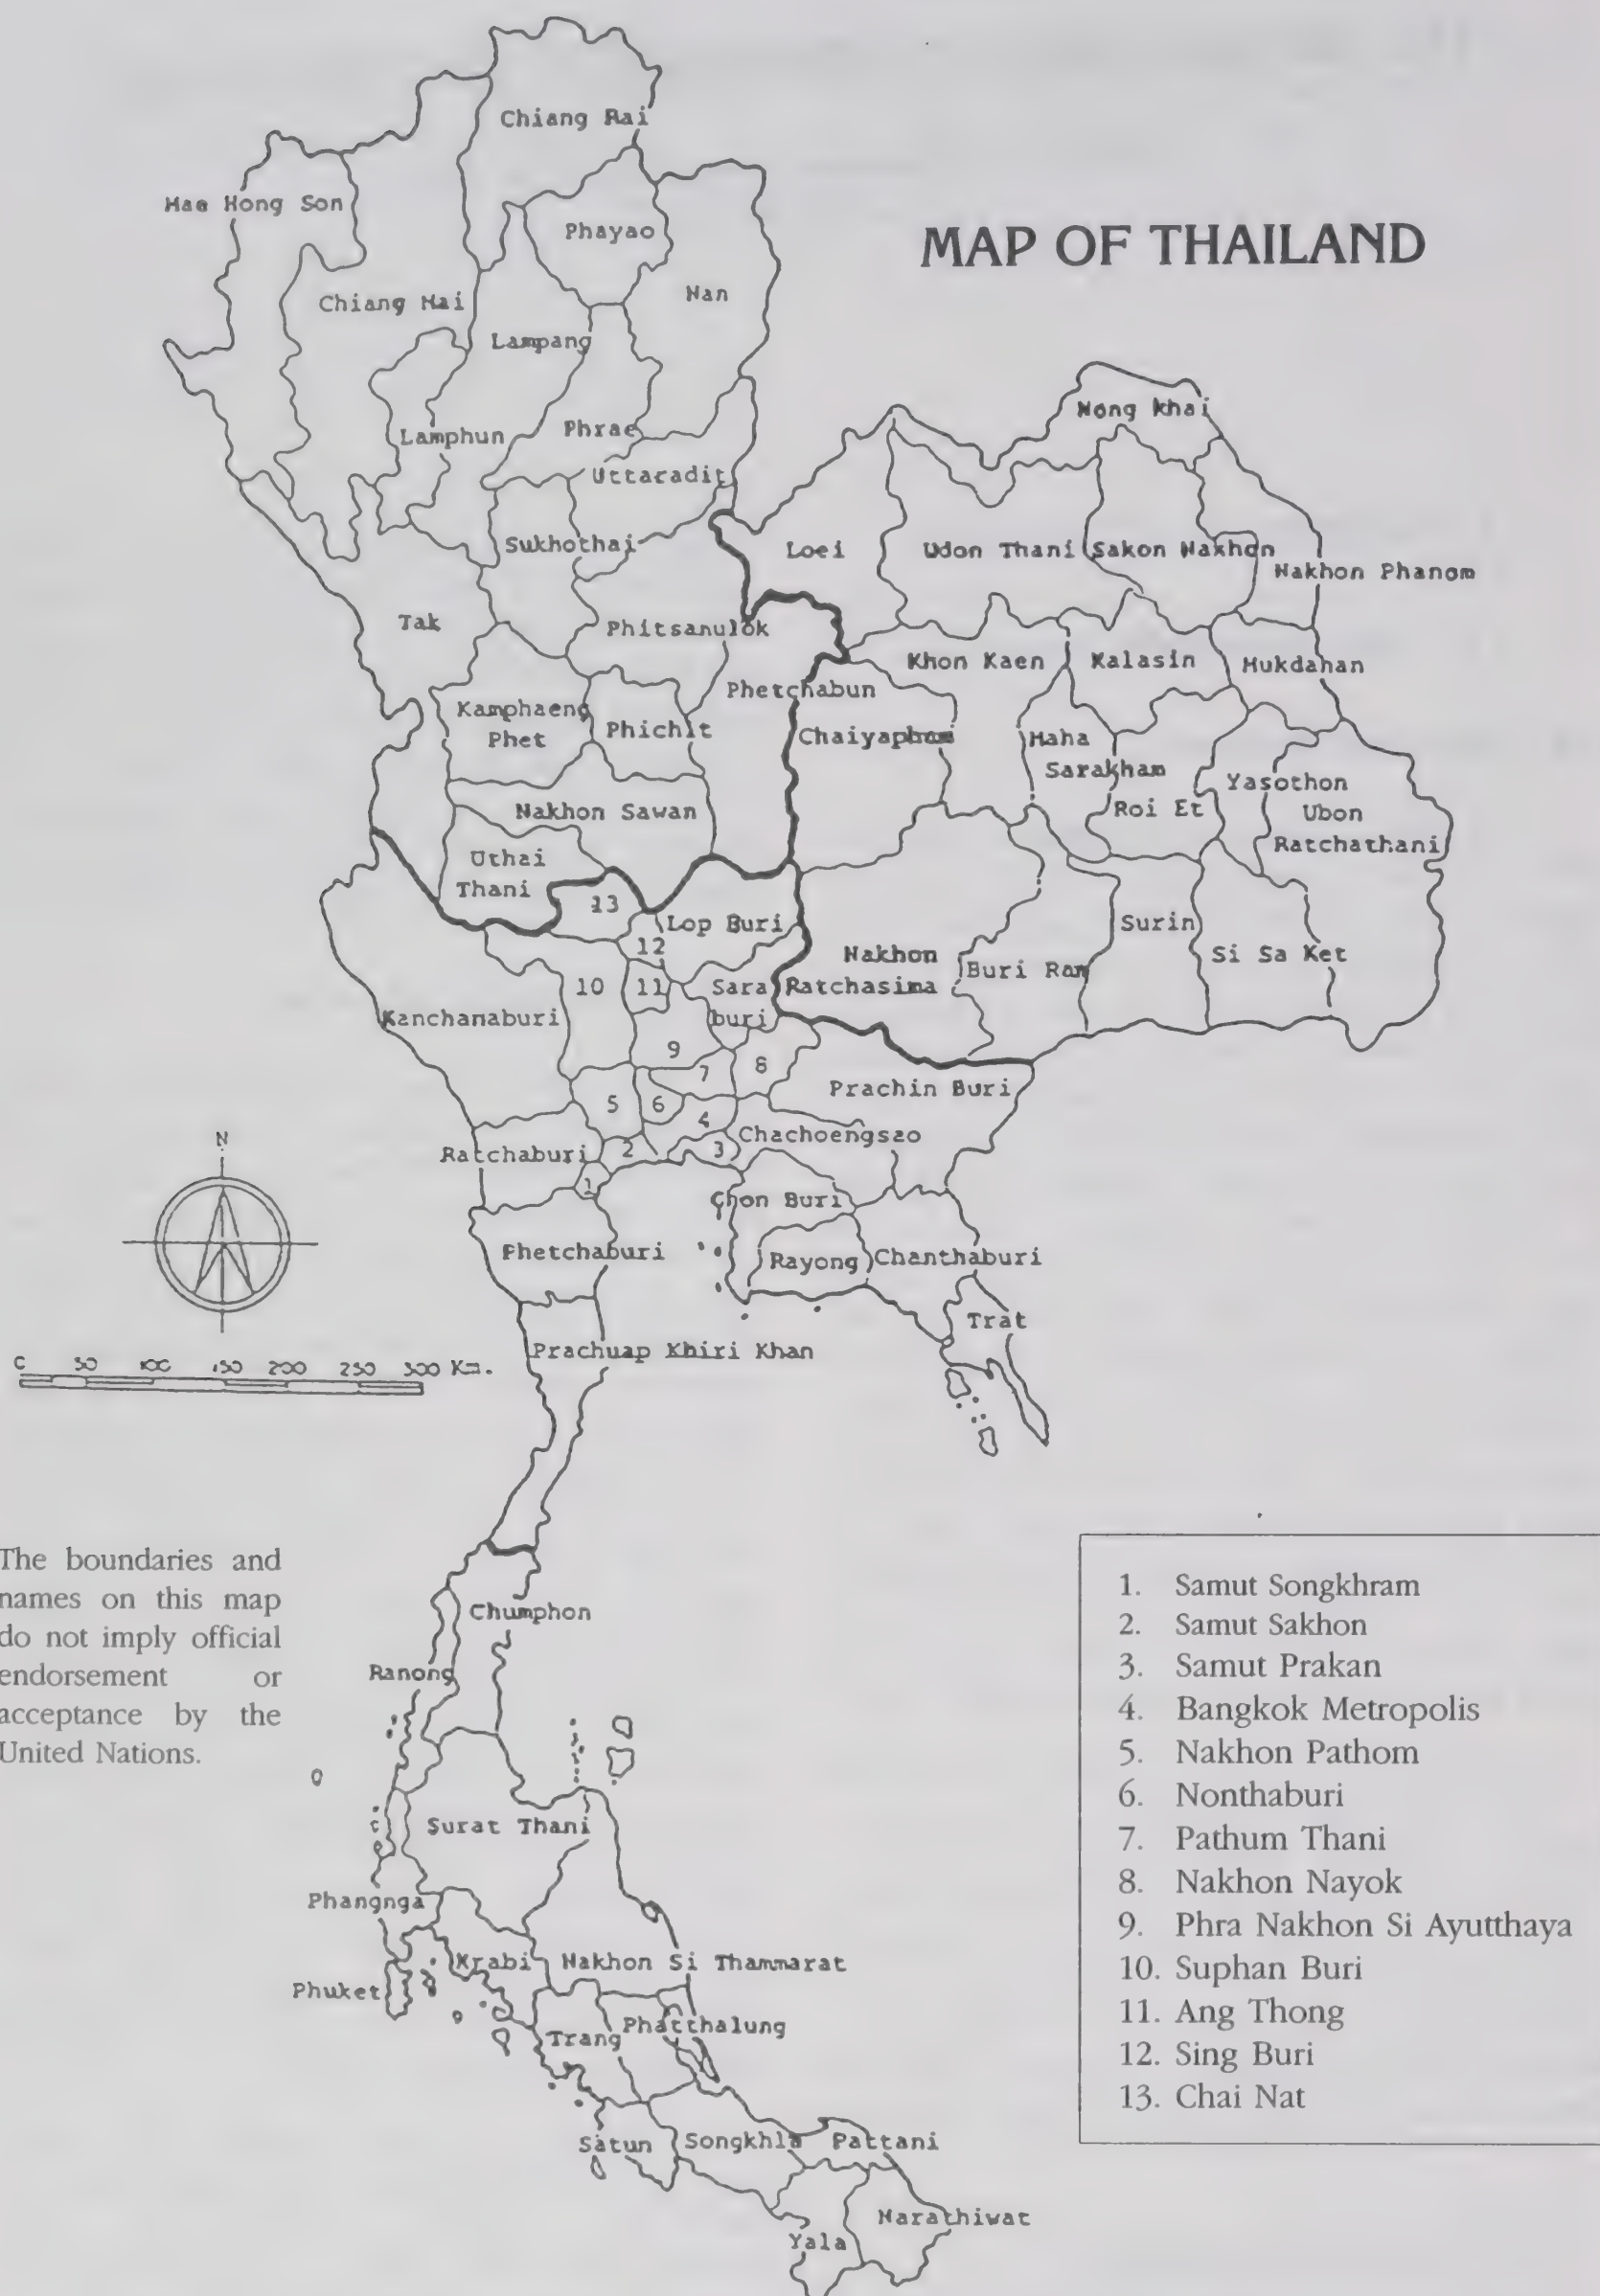 MAP OF THAILAND
Chiang Rai
Mae Hong Son
Phayao
Nan
Chiang Mai
Lampang
Nong Khai
Lamphun
Phrae
Uttaradit
Sukhothai
Loei
Udon Thani
Sakon Nakhon
Nakhon Phanom
Tak
Phitsanulok
Khon Kaen
Kalasin
Mukdahan
Phetchabun
Kamphaeng
Phet
Phichit
Chaiyaphum
Maha
Sarakham
Yasothon
Roi Et
Ubon
Ratchathani
Nakhon Sawan
Uthai
Thani
13
Lop Buri
12
Surin
Nakhon
Ratchasima
Buri Ram
Si Sa Ket
10
11
Sara
buri
Kanchanaburi
9
7
8
Prachin Buri
5
6
4
Chachoengsao
Ratchaburi
2
3
1
Chon Buri
Phetchaburi
Rayong
Chanthaburi
Trat
Prachuap Khiri Khan
N
50 100 150 200 250 300 Km.
Chumphon
Ranong
The boundaries and
names on this map
do not imply official
endorsement or
acceptance by the
United Nations.
Surat Thani
Phangnga
Krabi
Nakhon Si Thammarat
Phuket
Trang
Phatthalung
Satun
Songkhla
Pattani
Narathiwat
Yala
1. Samut Songkhram
2. Samut Sakhon
3. Samut Prakan
4. Bangkok Metropolis
5. Nakhon Pathom
6. Nonthaburi
7. Pathum Thani
8. Nakhon Nayok
9. Phra Nakhon Si Ayutthaya
10. Suphan Buri
11. Ang Thong
12. Sing Buri
13. Chai Nat